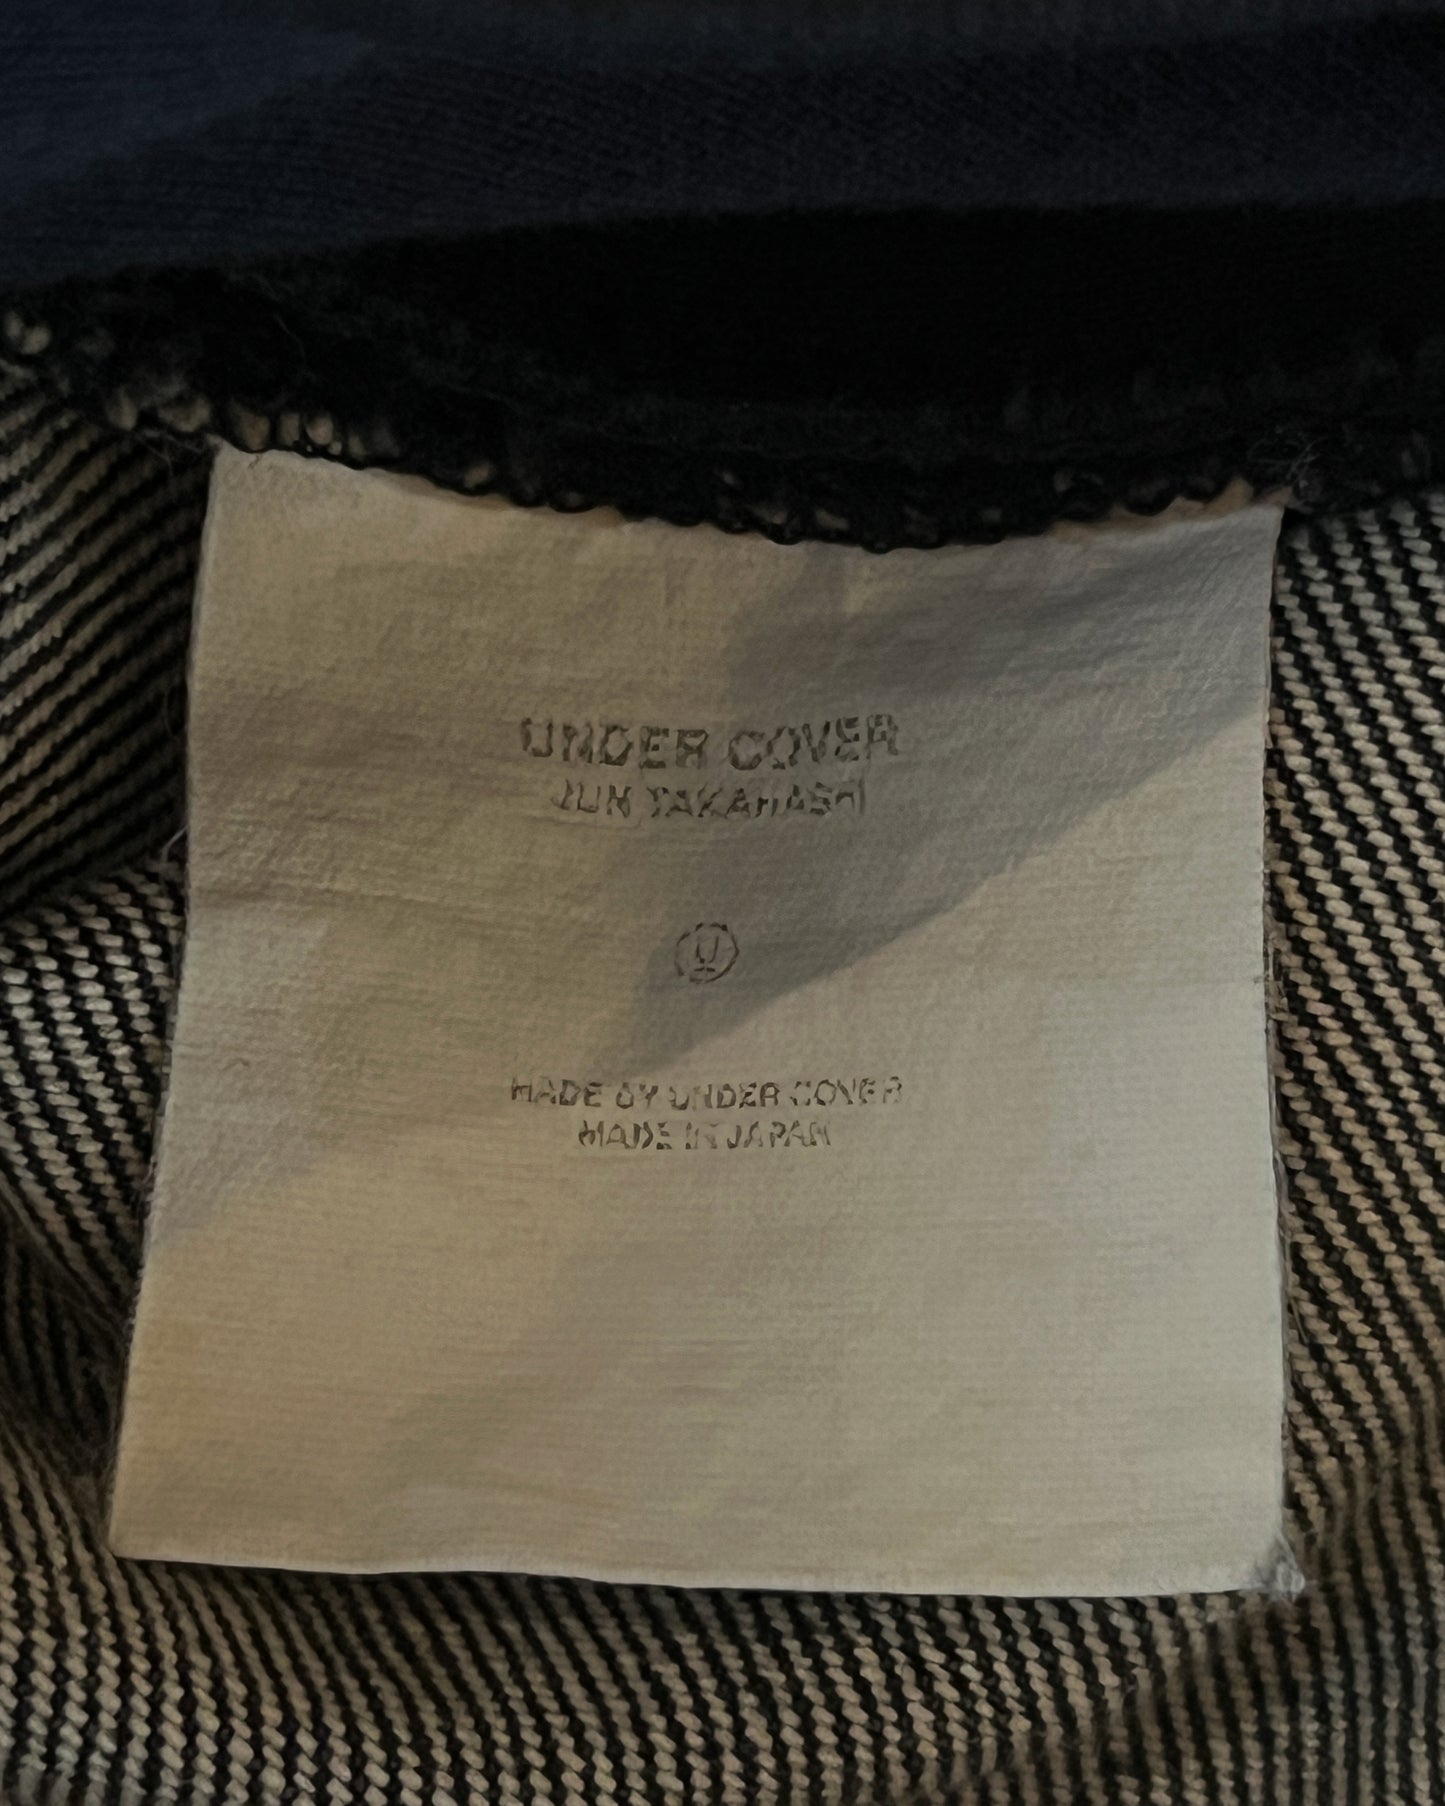 UNDER COVER
JUN TAKAHASHI
U
MADE BY UNDER COVER
MADE IN JAPAN